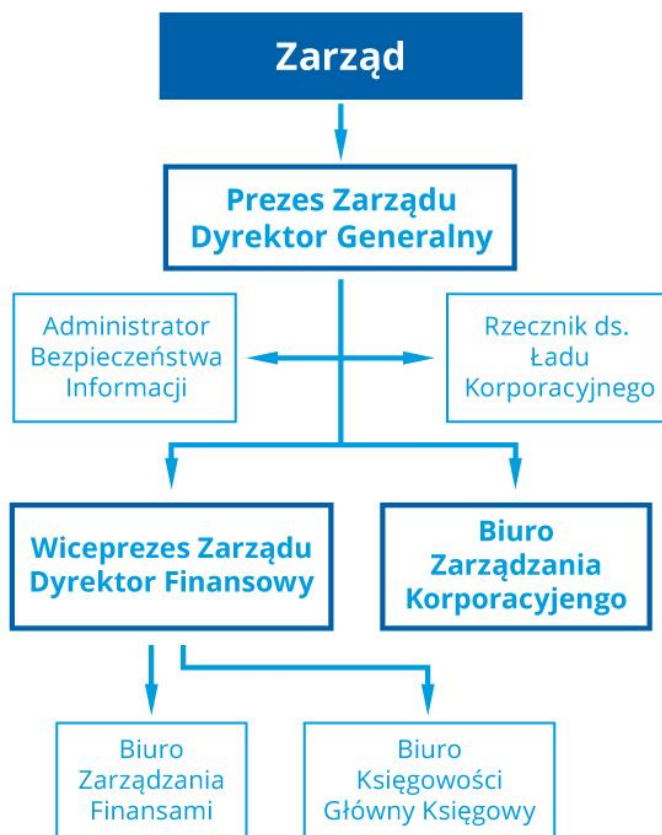 Zarząd
Prezes Zarządu
Dyrektor Generalny
Administrator
Bezpieczeństwa
Informacji
Rzecznik ds.
Ładu
Korporacyjnego
Wiceprezes Zarządu
Dyrektor Finansowy
Biuro
Zarządzania
Korporacyjengo
Biuro
Zarządzania
Finansami
Biuro
Księgowości
Główny Księgowy